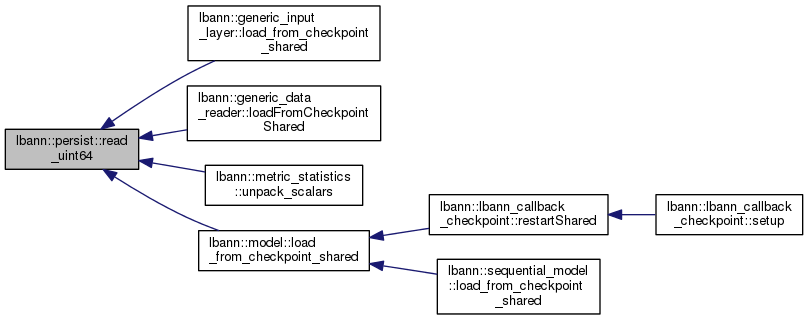 lbann::generic_input
_layer::load_from_checkpoint
_shared
lbann::generic_data
_reader::loadFromCheckpoint
Shared
lbann::persist::read
_uint64
lbann::metric_statistics
::unpack_scalars
lbann::lbann_callback
_checkpoint::restartShared
lbann::lbann_callback
_checkpoint::setup
lbann::model::load
_from_checkpoint_shared
lbann::sequential_model
::load_from_checkpoint
_shared